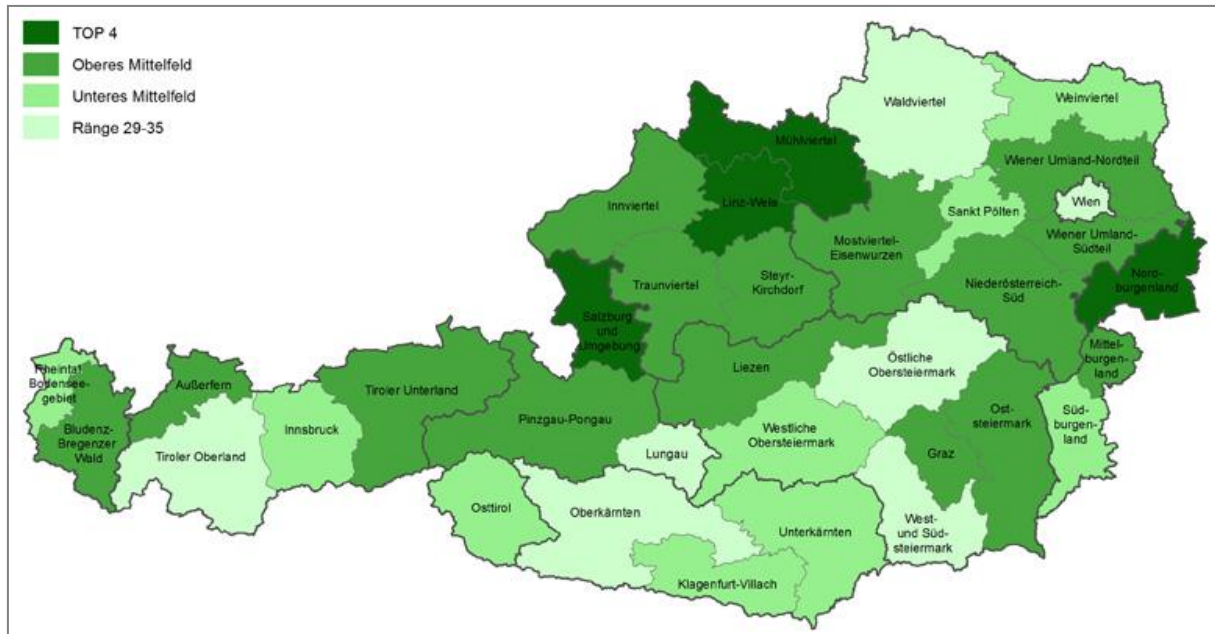 TOP 4
Oberes Mittelfeld
Unteres Mittelfeld
Ränge 29-35
Waldviertel
Weinviertel
Mühlviertel
Wiener Umland-Nordteil
Linz-Wels
Innviertel
Sankt Pölten
Wien
Mostviertel-
Eisenwurzen
Wiener Umland-
Südteil
Nord-
burgenland
Traunviertel
Steyr-
Kirchdorf
Niederösterreich-
Süd
Salzburg
und
Umgebung
Mittel-
burgen-
land
Rheintal-
Bodensee-
gebiet
Außerfern
Tiroler Unterland
Liezen
Östliche
Obersteiermark
Bludenz-
Bregenzer
Wald
Innsbruck
Pinzgau-Pongau
Ost-
steiermark
Süd-
burgen-
land
Westliche
Obersteiermark
Tiroler Oberland
Lungau
Graz
Osttirol
Oberkärnten
Unterkärnten
West-
und Süd-
steiermark
Klagenfurt-Villach